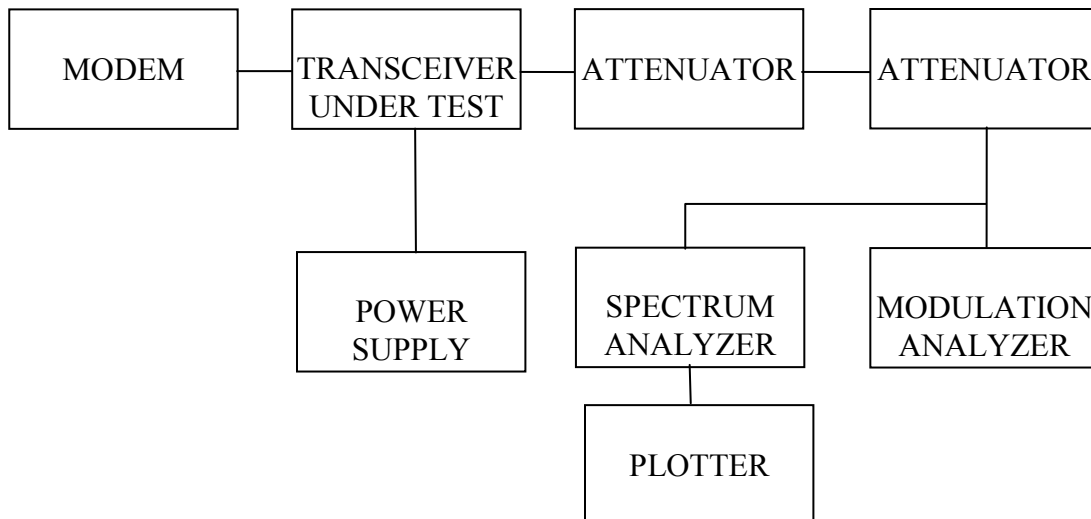 MODEM
TRANSCEIVER
UNDER TEST
ATTENUATOR
ATTENUATOR
POWER
SUPPLY
SPECTRUM
ANALYZER
MODULATION
ANALYZER
PLOTTER